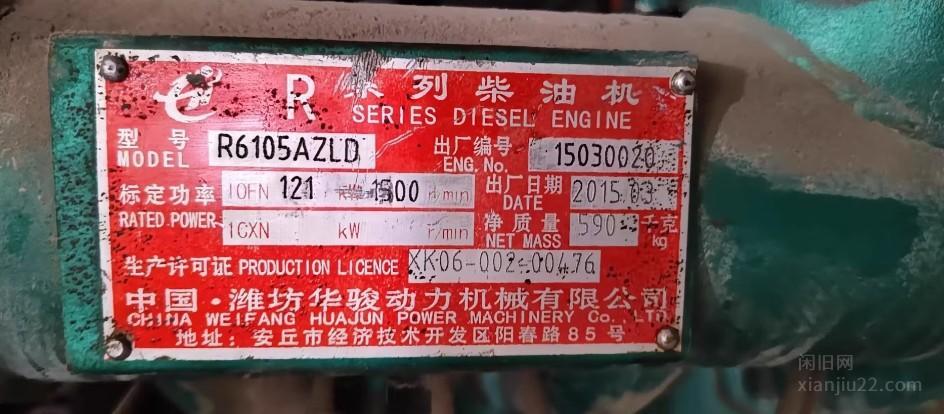 R 系列柴油机
SERIES DIESEL ENGINE
型号 R6105AZLD 出厂编号 15030020
MODEL ENG.No.
标定功率 10FN 121 kW 1500 r/min 出厂日期 2015.03
RATED POWER DATE
1CXN kW r/min 净质量 590 千克
NET MASS kg
生产许可证 PRODUCTION LICENCE XK06-002-00476
中国·潍坊华骏动力机械有限公司
CHINA WEIFANG HUAJUN POWER MACHINERY Co., LTD.
地址: 安丘市经济技术开发区阳春路85号
闲旧网
xianjiu22.com